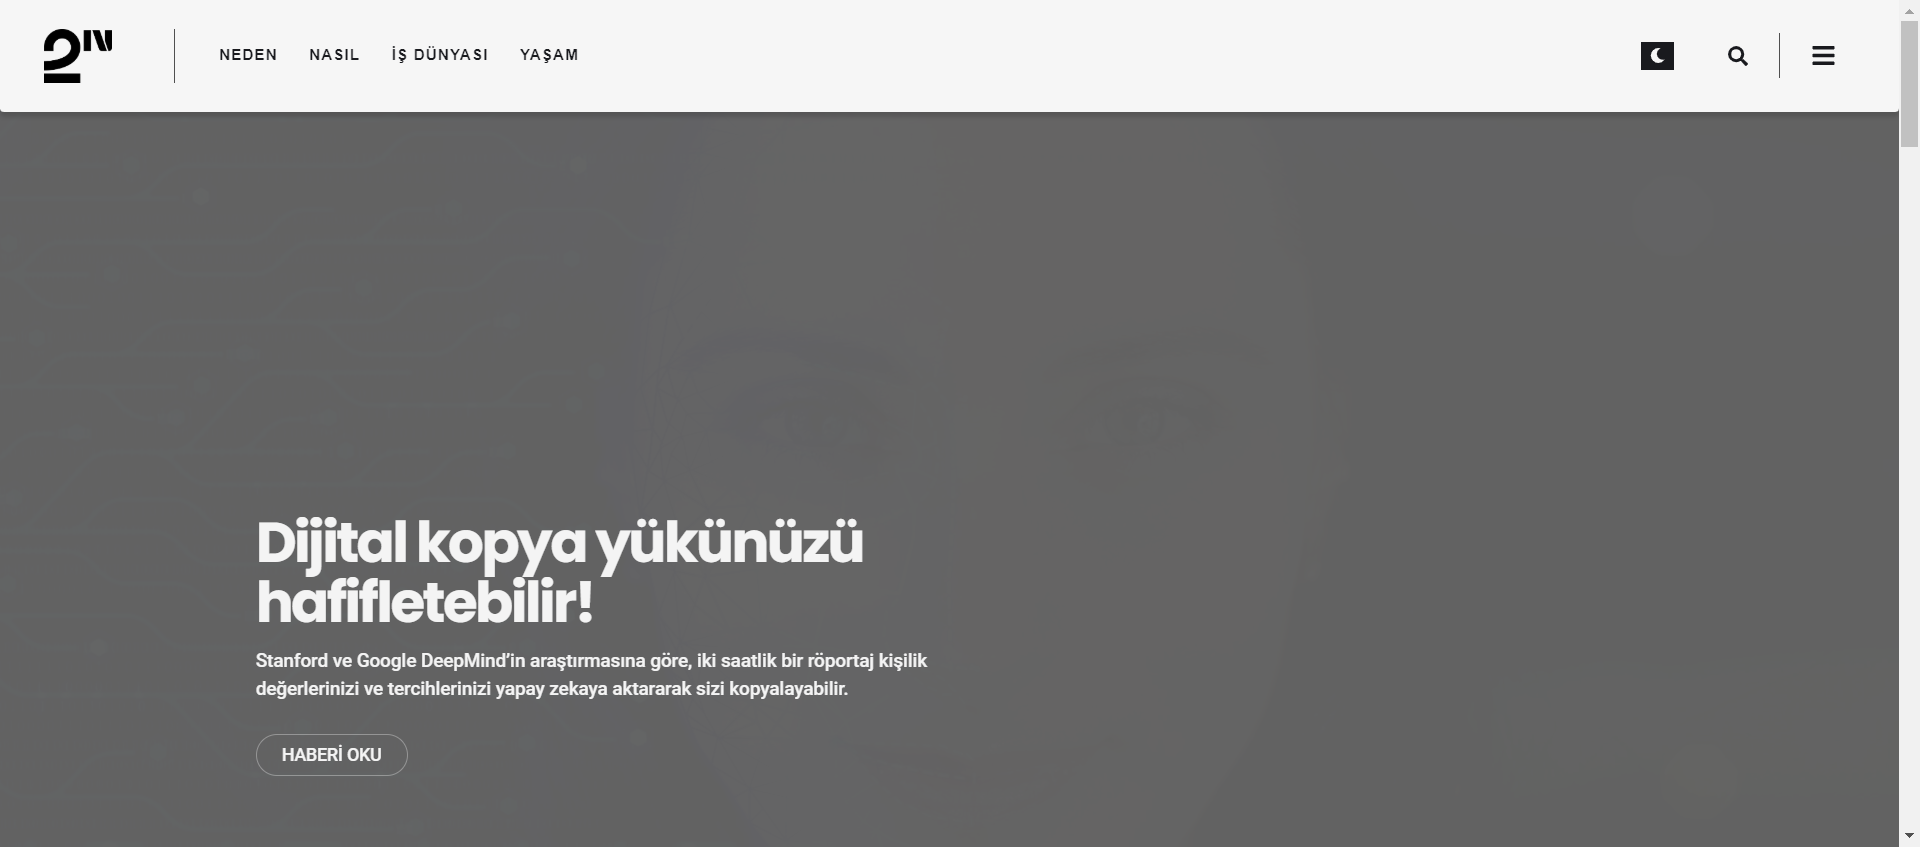 2N
NEDEN NASIL İŞ DÜNYASI YAŞAM
Dijital kopya yükünüzü
hafifletebilir!
Stanford ve Google DeepMind’in araştırmasına göre, iki saatlik bir röportaj kişilik
değerlerinizi ve tercihlerinizi yapay zekaya aktararak sizi kopyalayabilir.
HABERİ OKU